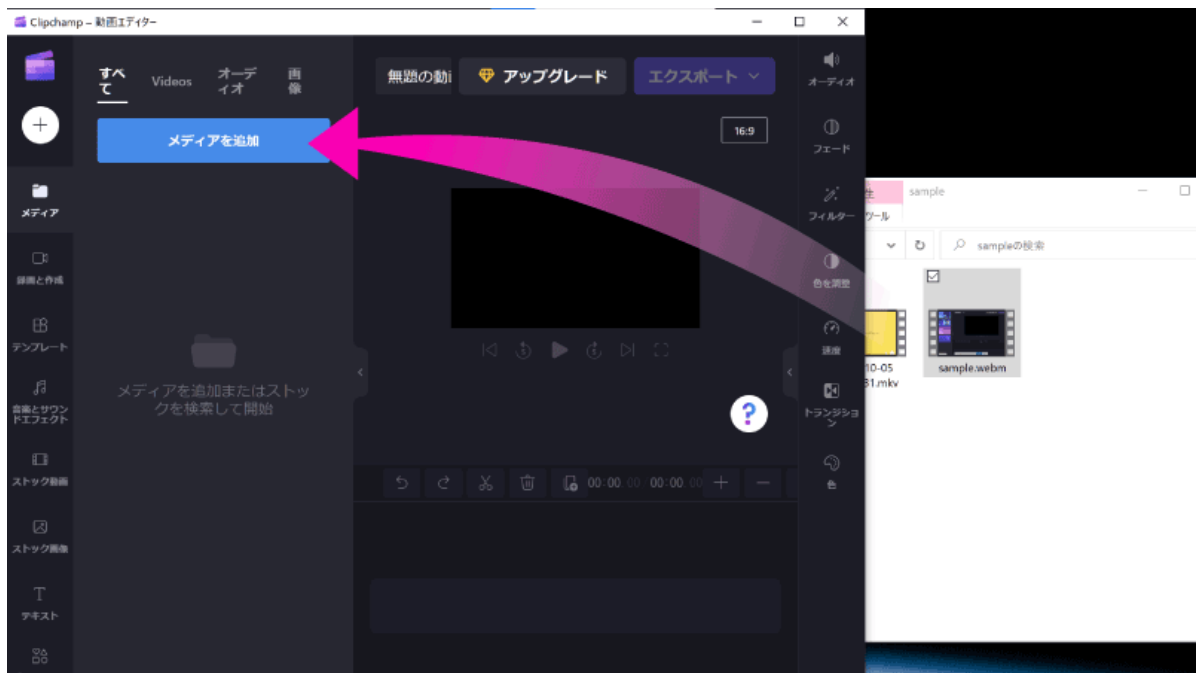 Clipchamp – 動画エディター
すべ
て
Videos
オーデ
ィオ
画
像
無題の動
アップグレード
エクスポート
オーディオ
メディアを追加
16:9
フェード
メディア
フィルター
録画と作成
色を調整
テンプレート
速度
メディアを追加またはストッ
クを検索して開始
音楽とサウン
ドエフェクト
?
トランジショ
ン
ストック動画
00:00.00
00:00.00
色
ストック画像
T
テキスト
sample
ツール
sampleの検索
10-05
31.mkv
sample.webm